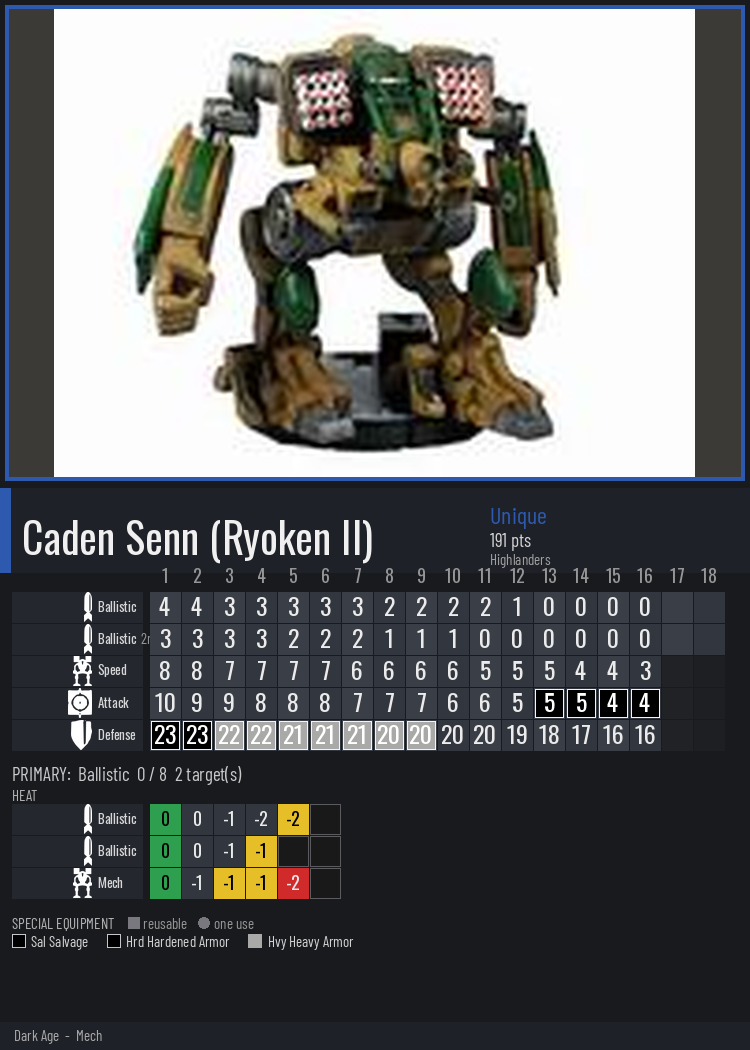 Caden Senn (Ryoken II)
Unique
191 pts
Highlanders
1 2 3 4 5 6 7 8 9 10 11 12 13 14 15 16 17 18
Ballistic 4 4 3 3 3 3 3 2 2 2 2 1 0 0 0 0
Ballistic 2n 3 3 3 3 2 2 2 1 1 1 0 0 0 0 0 0
Speed 8 8 7 7 7 7 6 6 6 6 5 5 5 4 4 3
Attack 10 9 9 8 8 8 7 7 7 6 6 5 5 5 4 4
Defense 23 23 22 22 21 21 21 20 20 20 20 19 18 17 16 16
PRIMARY: Ballistic 0 / 8 2 target(s)
HEAT
Ballistic 0 0 -1 -2 -2
Ballistic 0 0 -1 -1
Mech 0 -1 -1 -1 -2
SPECIAL EQUIPMENT reusable one use
Sal Salvage Hrd Hardened Armor Hvy Heavy Armor
Dark Age - Mech